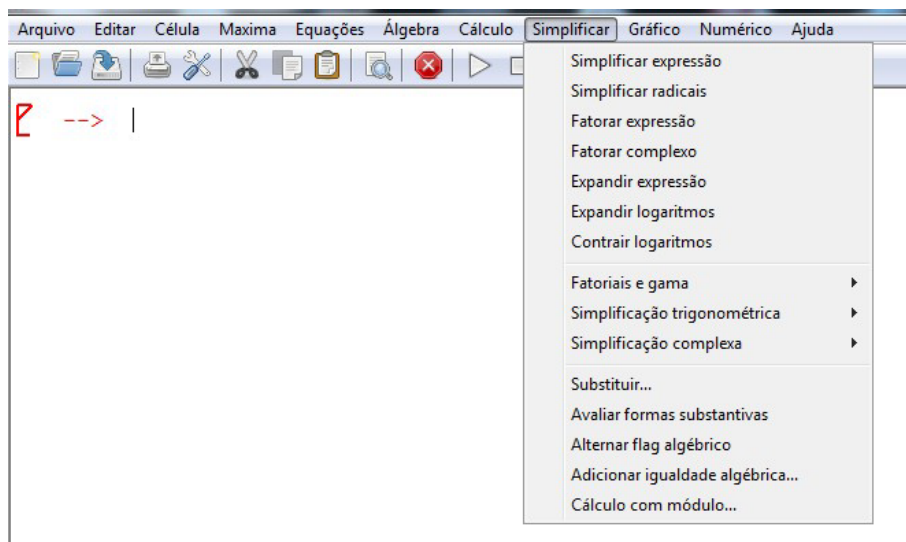 Arquivo Editar Célula Maxima Equações Álgebra Cálculo Simplificar Gráfico Numérico Ajuda
-->
Simplificar expressão
Simplificar radicais
Fatorar expressão
Fatorar complexo
Expandir expressão
Expandir logaritmos
Contrair logaritmos
Fatoriais e gama
Simplificação trigonométrica
Simplificação complexa
Substituir...
Avaliar formas substantivas
Alternar flag algébrico
Adicionar igualdade algébrica...
Cálculo com módulo...